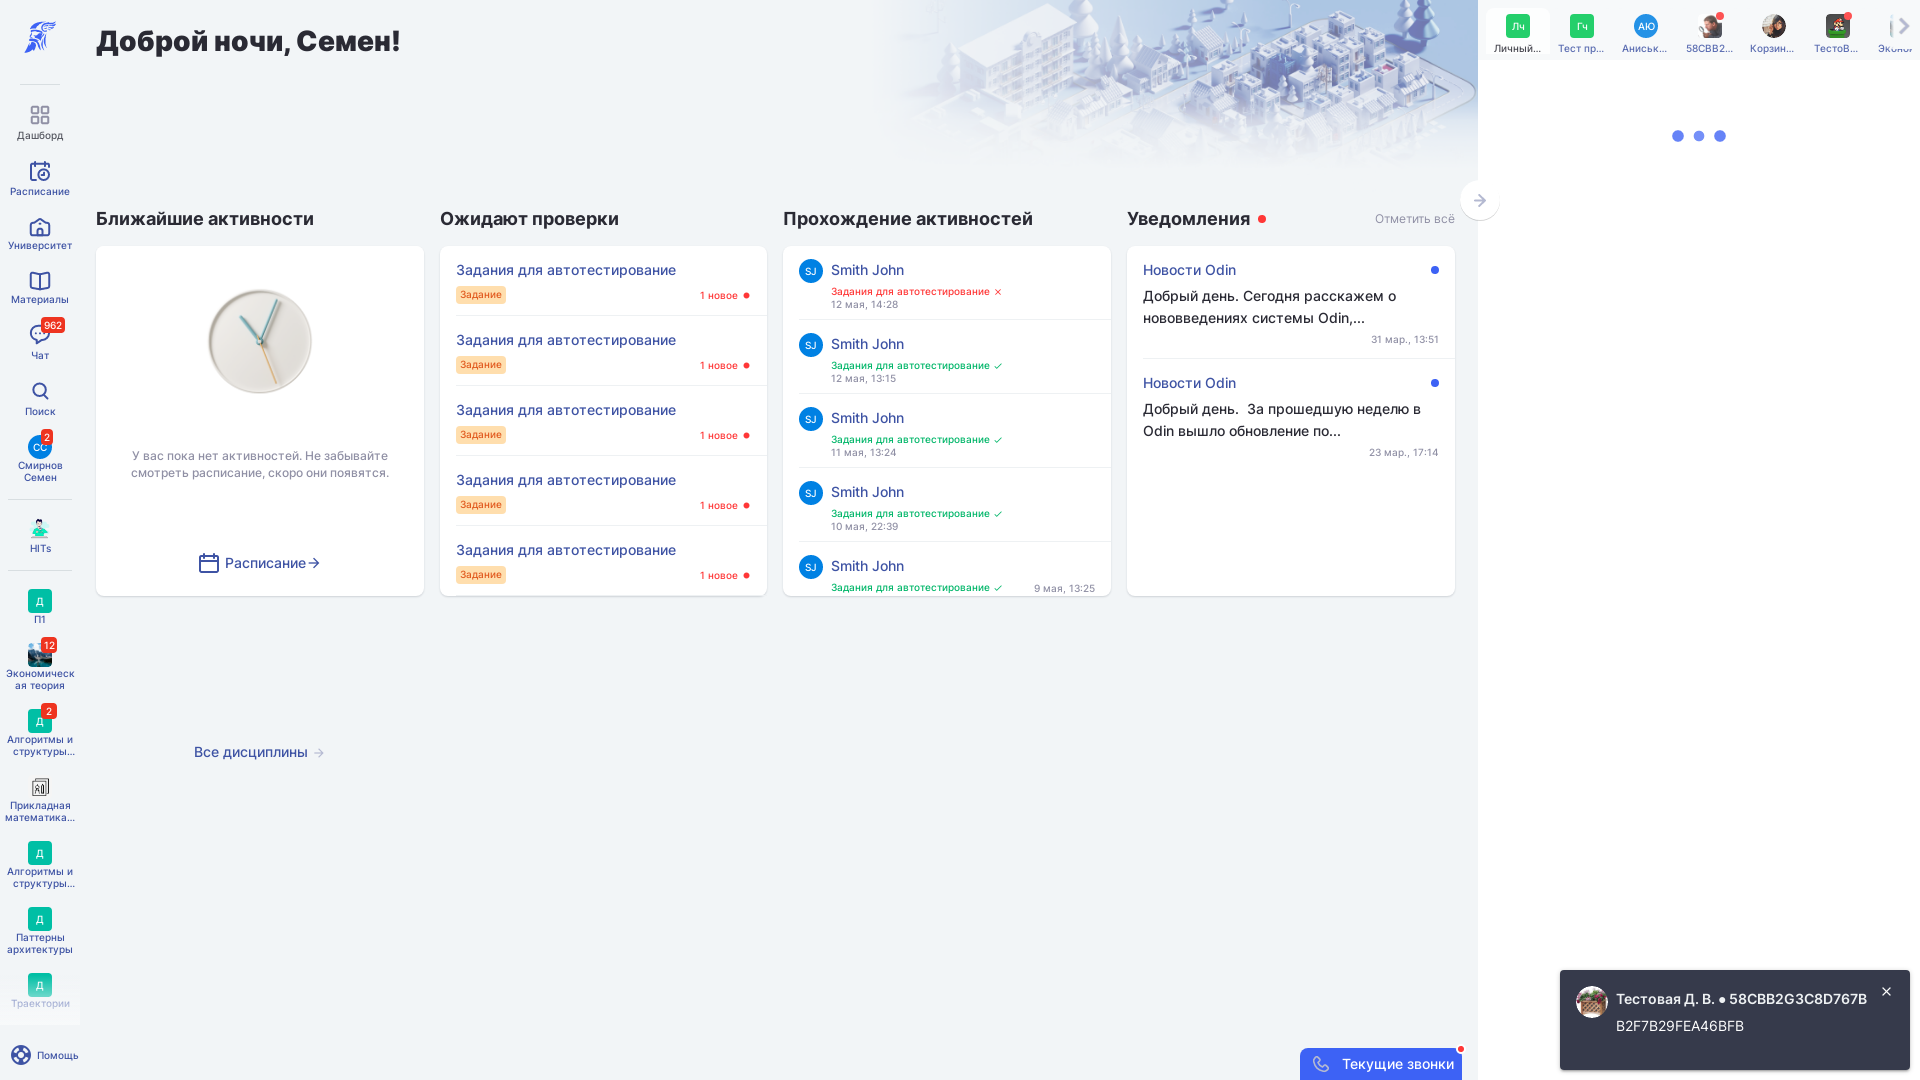 Доброй ночи, Семен!
Дашборд
Расписание
Университет
Материалы
962
Чат
Поиск
СС
2
Смирнов
Семен
HITs
Д
П1
12
Экономическ
ая теория
Д
2
Алгоритмы и
структуры...
Прикладная
математика...
Д
Алгоритмы и
структуры...
Д
Паттерны
архитектуры
Д
Траектории
Помощь
Ближайшие активности
У вас пока нет активностей. Не забывайте
смотреть расписание, скоро они появятся.
Расписание
Все дисциплины
Ожидают проверки
Задания для автотестирование
Задание
1 новое
Задания для автотестирование
Задание
1 новое
Задания для автотестирование
Задание
1 новое
Задания для автотестирование
Задание
1 новое
Задания для автотестирование
Задание
1 новое
Прохождение активностей
SJ
Smith John
Задания для автотестирование
12 мая, 14:28
SJ
Smith John
Задания для автотестирование
12 мая, 13:15
SJ
Smith John
Задания для автотестирование
11 мая, 13:24
SJ
Smith John
Задания для автотестирование
10 мая, 22:39
SJ
Smith John
Задания для автотестирование
9 мая, 13:25
Уведомления
Отметить всё
Новости Odin
Добрый день. Сегодня расскажем о
нововведениях системы Odin,...
31 мар., 13:51
Новости Odin
Добрый день.  За прошедшую неделю в
Odin вышло обновление по...
23 мар., 17:14
Лч
Личный...
Гч
Тест пр...
АЮ
Аниськ...
58CBB2...
Корзин...
ТестоВ...
Тестовая Д. В. ● 58CBB2G3C8D767B
B2F7B29FEA46BFB
Текущие звонки